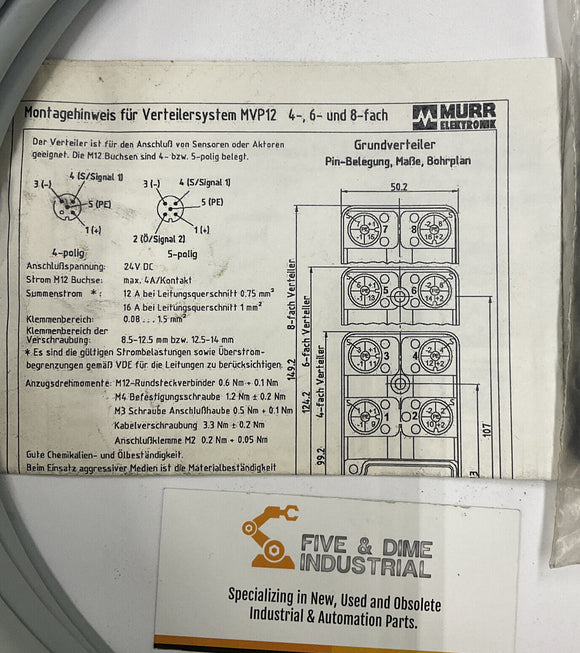 Montagehinweis für Verteilersystem MVP12 4-, 6- und 8-fach
MURR
ELEKTRONIK
Der Verteiler ist für den Anschluß von Sensoren oder Aktoren
geeignet. Die M12 Buchsen sind 4- bzw. 5-polig belegt.
3 (-)
4 (S/Signal 1)
5 (PE)
1 (+)
4-polig
3 (-)
4 (S/Signal 1)
5 (PE)
1 (+)
2 (Ö/Signal 2)
5-polig
Anschlußspannung: 24V DC
Strom M12 Buchse: max. 4A/Kontakt
Summenstrom *: 12 A bei Leitungsquerschnitt 0.75 mm²
16 A bei Leitungsquerschnitt 1 mm²
Klemmenbereich: 0.08 ... 1.5 mm²
Klemmenbereich der
Verschraubung: 8.5-12.5 mm bzw. 12.5-14 mm
* Es sind die gültigen Strombelastungen sowie Überstrom-
begrenzungen gemäß VDE für die Leitungen zu berücksichtigen.
Anzugsdrehmomente: M12-Rundsteckverbinder 0.6 Nm + 0.1 Nm
M4 Befestigungsschraube 1.2 Nm ± 0.2 Nm
M3 Schraube Anschlußhaube 0.5 Nm + 0.1 Nm
Kabelverschraubung 3.3 Nm ± 0.2 Nm
Anschlußklemme M2 0.2 Nm + 0.05 Nm
Gute Chemikalien- und Ölbeständigkeit.
Beim Einsatz aggressiver Medien ist die Materialbeständigkeit
Grundverteiler
Pin-Belegung, Maße, Bohrplan
50.2
7
8
5
6
3
4
1
2
149.2
8-fach Verteiler
124.2
6-fach Verteiler
99.2
4-fach Verteiler
107
FIVE & DIME
INDUSTRIAL
Specializing in New, Used and Obsolete
Industrial & Automation Parts.